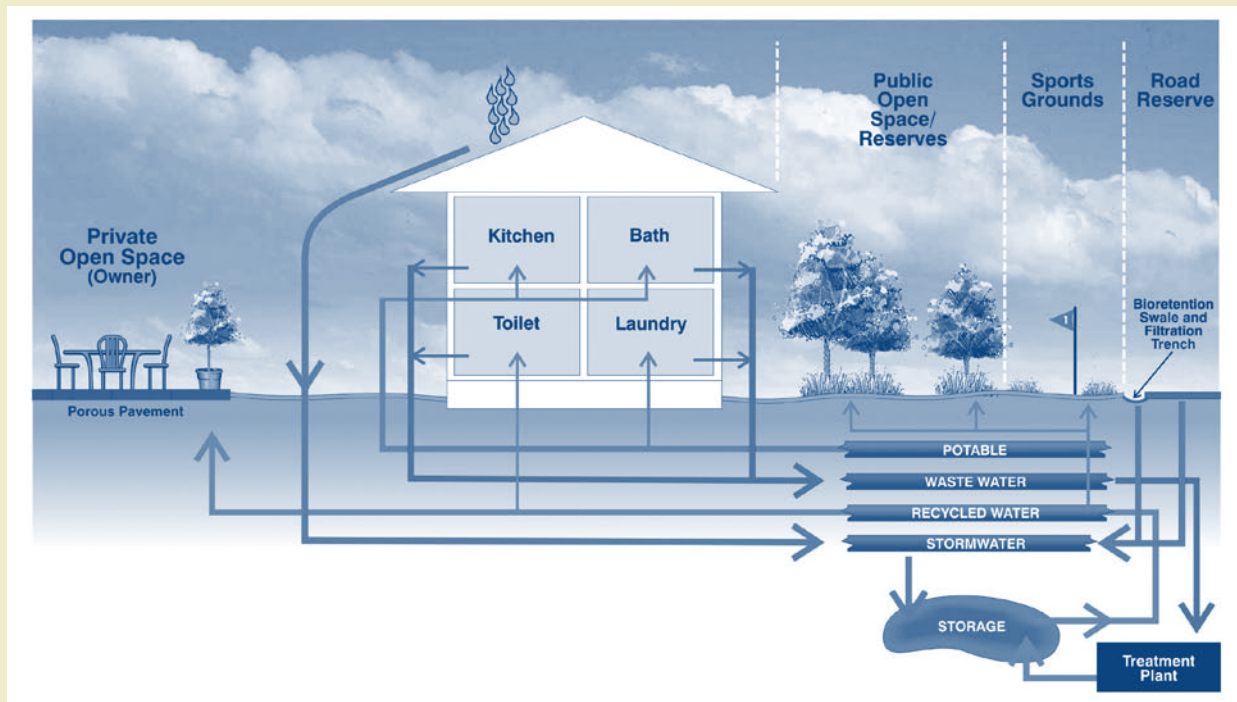 Public
Open
Space/
Reserves
Sports
Grounds
Road
Reserve
Private
Open Space
(Owner)
Kitchen
Bath
Toilet
Laundry
1
Bioretention
Swale and
Filtration
Trench
Porous Pavement
POTABLE
WASTE WATER
RECYCLED WATER
STORMWATER
STORAGE
Treatment
Plant